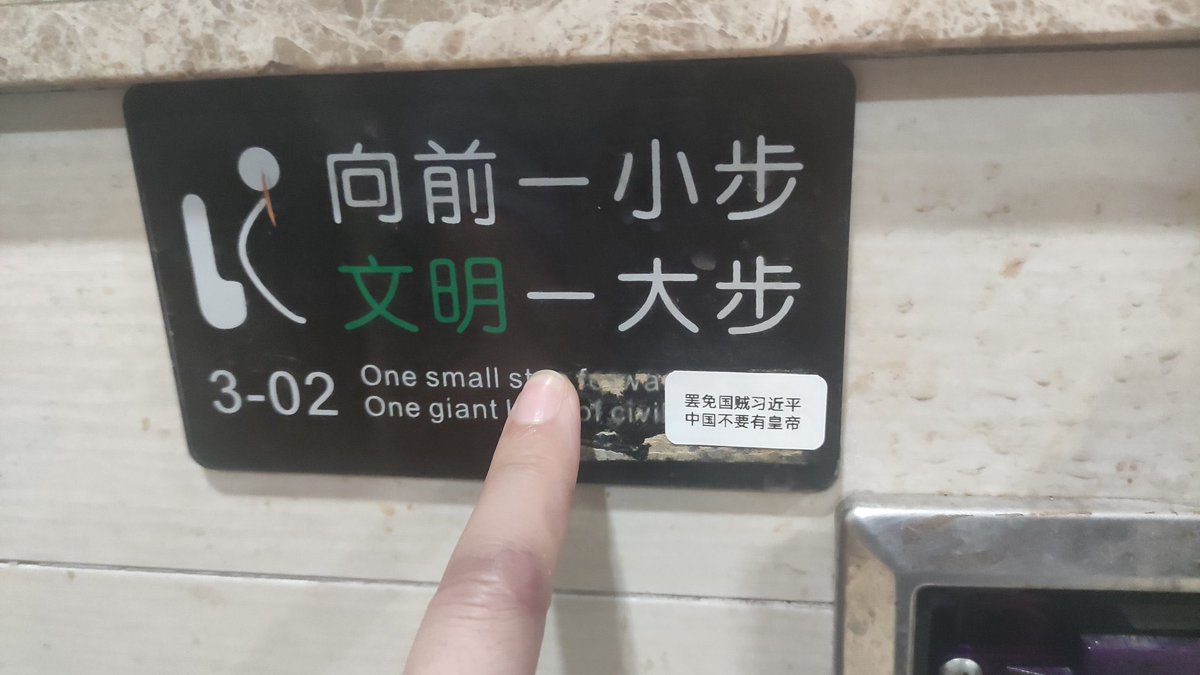 向前一小步
文明一大步
3-02
One small
One giant of
罢免国贼习近平
中国不要有皇帝